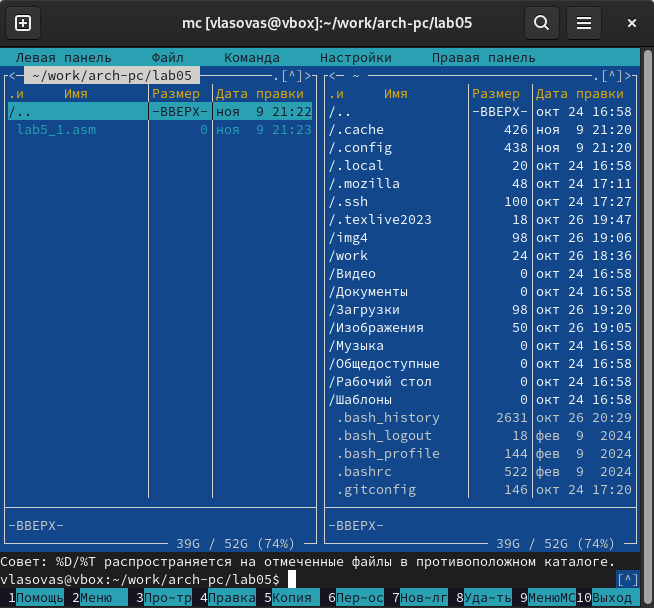 mc [vlasovas@vbox]:~/work/arch-pc/lab05
Левая панель Файл Команда Настройки Правая панель
<─ ~/work/arch-pc/lab05 ─.[^]>
.и Имя Размер Дата правки
/.. -ВВЕРХ- ноя 9 21:22
lab5_1.asm 0 ноя 9 21:23
-ВВЕРХ-
39G / 52G (74%)
<─ ~ ─.[^]>
.и Имя Размер Дата правки
/.. -ВВЕРХ- окт 24 16:58
/.cache 426 ноя 9 21:20
/.config 438 ноя 9 21:20
/.local 20 окт 24 16:58
/.mozilla 48 окт 24 17:11
/.ssh 100 окт 24 17:27
/.texlive2023 18 окт 26 19:47
/img4 98 окт 26 19:06
/work 24 окт 26 18:36
/Видео 0 окт 24 16:58
/Документы 0 окт 24 16:58
/Загрузки 98 окт 26 19:20
/Изображения 50 окт 26 19:05
/Музыка 0 окт 24 16:58
/Общедоступные 0 окт 24 16:58
/Рабочий стол 0 окт 24 16:58
/Шаблоны 0 окт 24 16:58
.bash_history 2631 окт 26 20:29
.bash_logout 18 фев 9 2024
.bash_profile 144 фев 9 2024
.bashrc 522 фев 9 2024
.gitconfig 146 окт 24 17:20
-ВВЕРХ-
39G / 52G (74%)
Совет: %D/%T распространяется на отмеченные файлы в противоположном каталоге.
vlasovas@vbox:~/work/arch-pc/lab05$ [^]
1Помощь 2Меню 3Про~тр 4Правка 5Копия 6Пер~ос 7Нов~лг 8Уда~ть 9МенюMC 10Выход